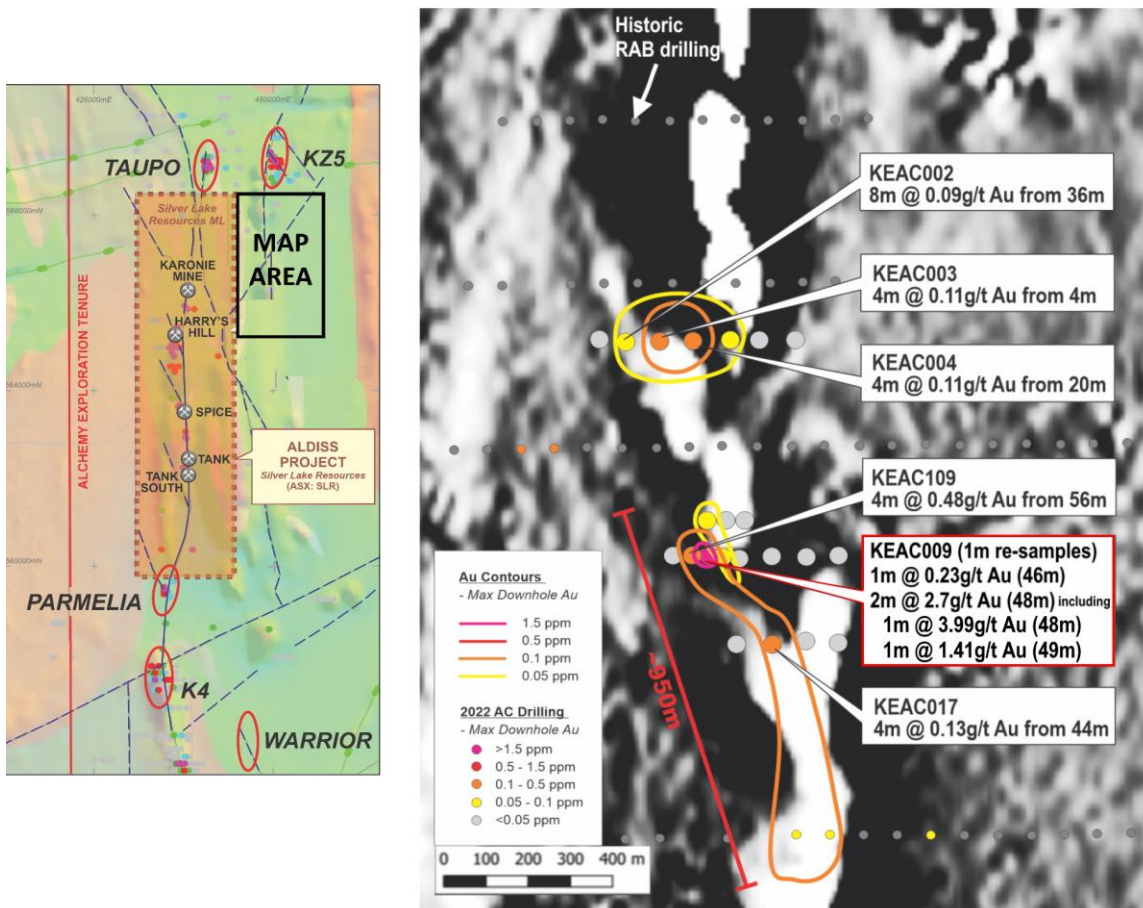 426000mE
460000mE
TAUPO
KZ5
569000mN
Silver Lake
Resources ML
MAP
AREA
KARONIE
MINE
HARRY'S
HILL
ALCHEMY EXPLORATION TENURE
564000mN
SPICE
ALDISS
PROJECT
Silver Lake Resources
(ASX: SLR)
TANK
TANK
SOUTH
560000mN
PARMELIA
K4
WARRIOR
Historic
RAB drilling
KEAC002
8m @ 0.09g/t Au from 36m
KEAC003
4m @ 0.11g/t Au from 4m
KEAC004
4m @ 0.11g/t Au from 20m
KEAC109
4m @ 0.48g/t Au from 56m
KEAC009 (1m re-samples)
1m @ 0.23g/t Au (46m)
2m @ 2.7g/t Au (48m) including
1m @ 3.99g/t Au (48m)
1m @ 1.41g/t Au (49m)
KEAC017
4m @ 0.13g/t Au from 44m
~950m
Au Contours
- Max Downhole Au
1.5 ppm
0.5 ppm
0.1 ppm
0.05 ppm
2022 AC Drilling
- Max Downhole Au
>1.5 ppm
0.5 - 1.5 ppm
0.1 - 0.5 ppm
0.05 - 0.1 ppm
<0.05 ppm
0 100 200 300 400 m